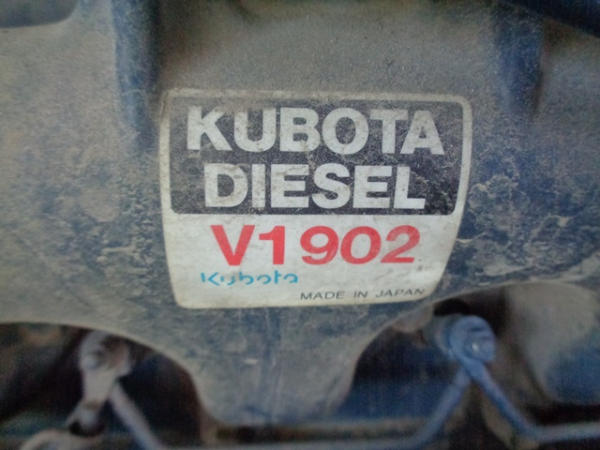 KUBOTA
DIESEL
V1902
Kubota
MADE IN JAPAN